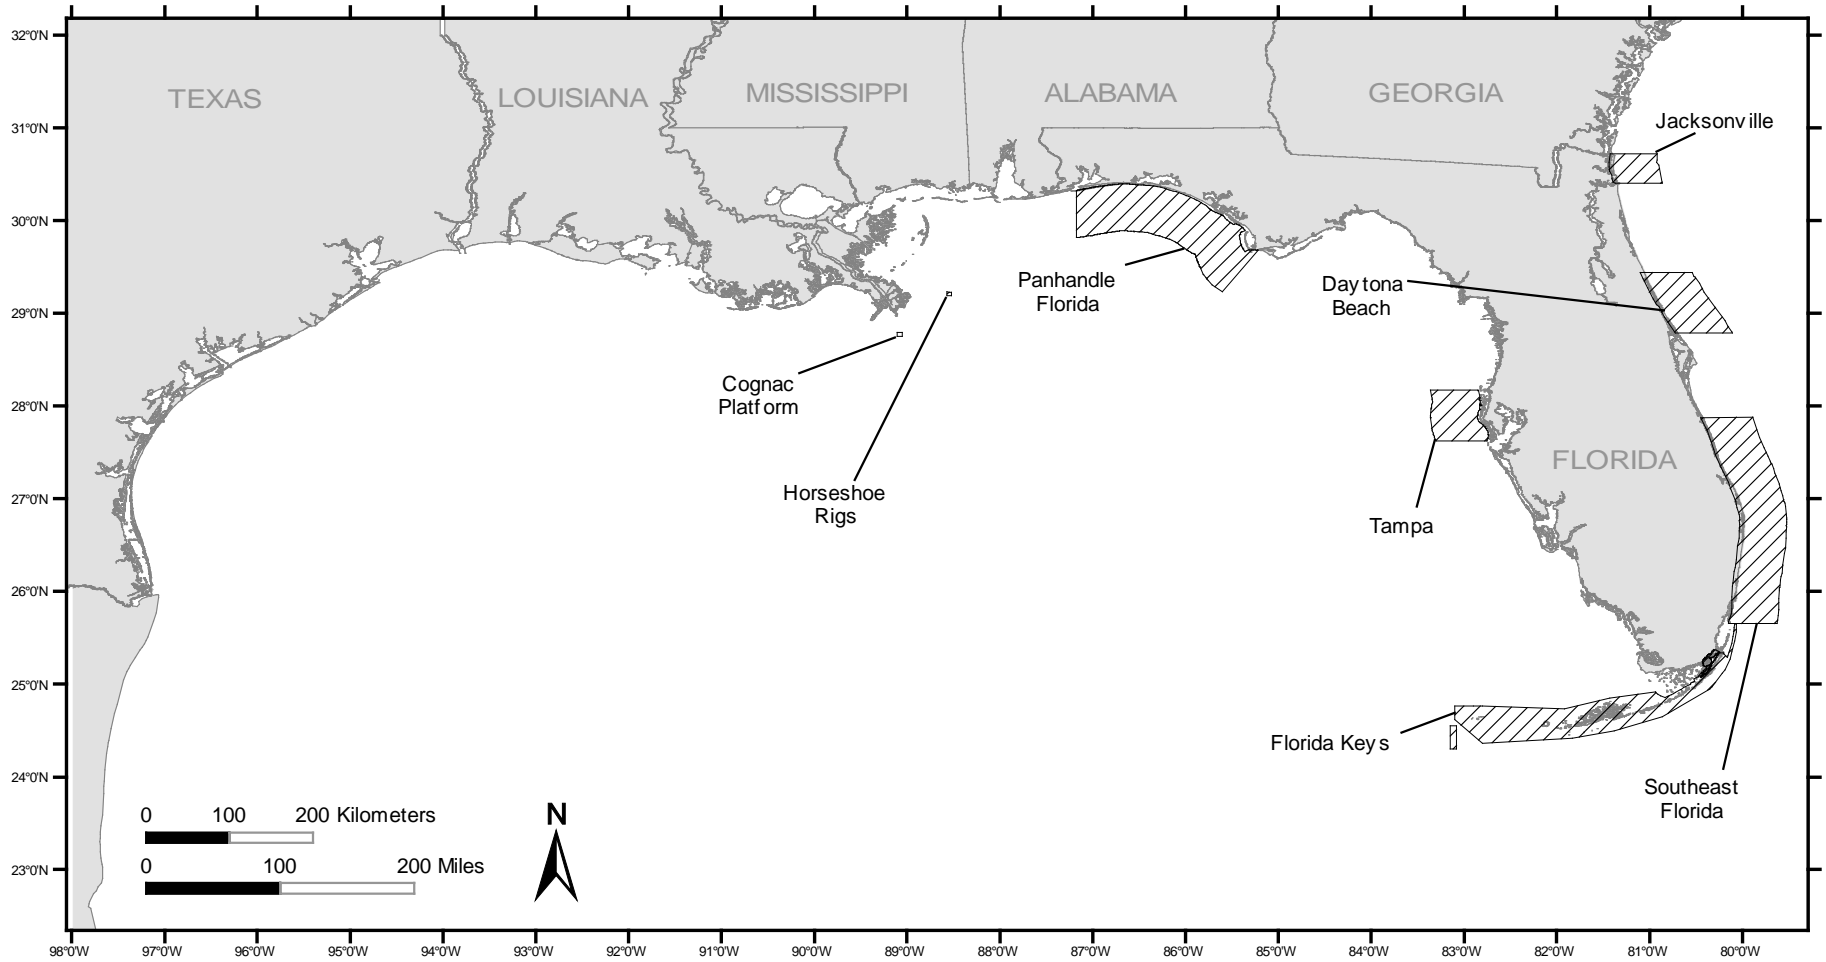 32°0'N
TEXAS
LOUISIANA
MISSISSIPPI
ALABAMA
GEORGIA
31°0'N
Jacksonville
30°0'N
Panhandle
Florida
Daytona
Beach
29°0'N
Cognac
Platform
28°0'N
FLORIDA
Horseshoe
Rigs
27°0'N
Tampa
26°0'N
25°0'N
Florida Keys
24°0'N
Southeast
Florida
0 100 200 Kilometers
N
0 100 200 Miles
23°0'N
98°0'W 97°0'W 96°0'W 95°0'W 94°0'W 93°0'W 92°0'W 91°0'W 90°0'W 89°0'W 88°0'W 87°0'W 86°0'W 85°0'W 84°0'W 83°0'W 82°0'W 81°0'W 80°0'W